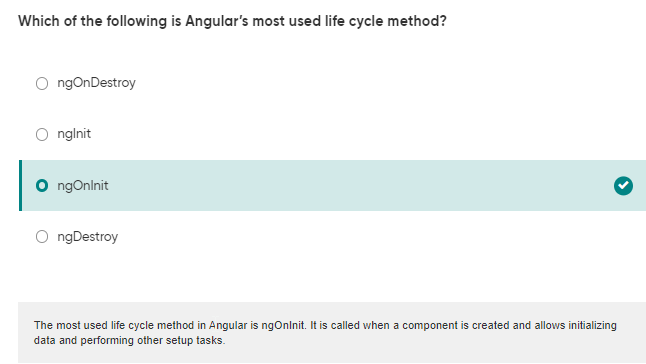 Which of the following is Angular's most used life cycle method?
ngOnDestroy
ngInit
ngOnInit
ngDestroy
The most used life cycle method in Angular is ngOnInit. It is called when a component is created and allows initializing
data and performing other setup tasks.